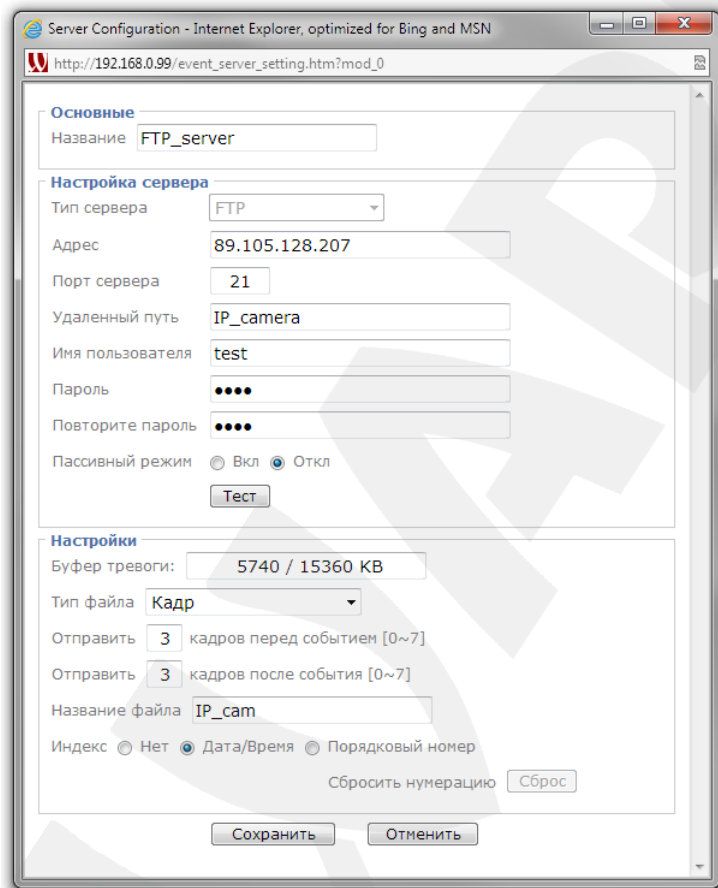 Server Configuration - Internet Explorer, optimized for Bing and MSN
http://192.168.0.99/event_server_setting.htm?mod_0
Основные
Название FTP_server
Настройка сервера
Тип сервера FTP
Адрес 89.105.128.207
Порт сервера 21
Удаленный путь IP_camera
Имя пользователя test
Пароль ••••
Повторите пароль ••••
Пассивный режим Вкл Откл
Тест
Настройки
Буфер тревоги: 5740 / 15360 KB
Тип файла Кадр
Отправить 3 кадров перед событием [0~7]
Отправить 3 кадров после события [0~7]
Название файла IP_cam
Индекс Нет Дата/Время Порядковый номер
Сбросить нумерацию Сброс
Сохранить Отменить